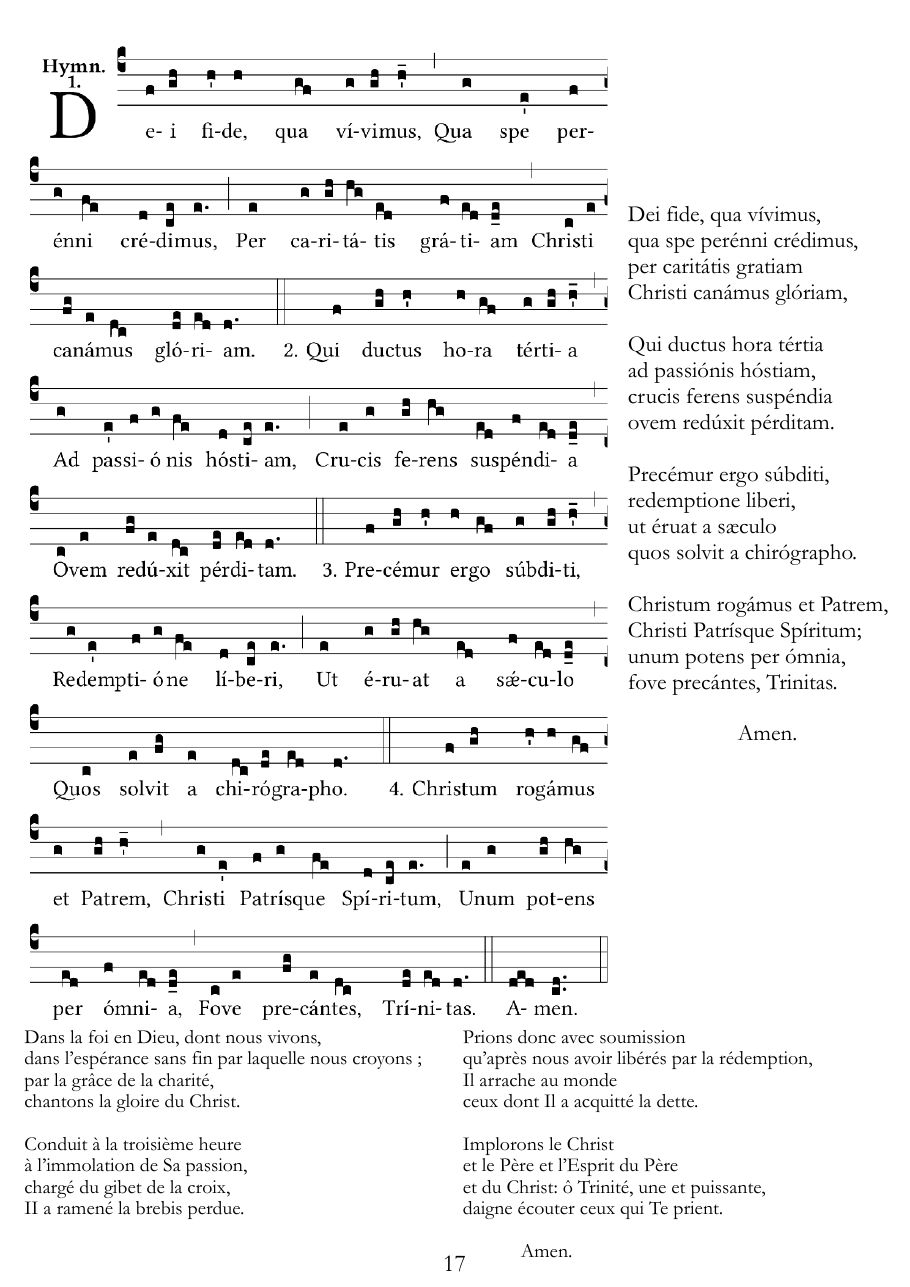 Hymn.
1.
De- i fi-de, qua ví-vimus, Qua spe per-
énni cré-dimus, Per ca-ri-tá-tis grá-ti-am Christi
canámus gló-ri-am. 2. Qui ductus ho-ra térti-a
Ad passi-ónis hósti-am, Cru-cis fe-rens suspéndi-a
Ovem redú-xit pérdi-tam. 3. Pre-cémur ergo súbdi-ti,
Redempti-óne lí-be-ri, Ut é-ru-at a sǽ-cu-lo
Quos solvit a chi-rógra-pho. 4. Christum rogámus
et Patrem, Christi Patrísque Spí-ri-tum, Unum pot-ens
per ómni-a, Fove pre-cántes, Trí-ni-tas. A-men.
Dei fide, qua vívimus,
qua spe perénni crédimus,
per caritátis gratiam
Christi canámus glóriam,
Qui ductus hora tértia
ad passiónis hóstiam,
crucis ferens suspéndia
ovem redúxit pérditam.
Precémur ergo súbditi,
redemptione liberi,
ut éruat a sæculo
quos solvit a chirógrapho.
Christum rogámus et Patrem,
Christi Patrísque Spíritum;
unum potens per ómnia,
fove precántes, Trinitas.
Amen.
Dans la foi en Dieu, dont nous vivons,
dans l’espérance sans fin par laquelle nous croyons ;
par la grâce de la charité,
chantons la gloire du Christ.
Conduit à la troisième heure
à l’immolation de Sa passion,
chargé du gibet de la croix,
II a ramené la brebis perdue.
Prions donc avec soumission
qu’après nous avoir libérés par la rédemption,
Il arrache au monde
ceux dont Il a acquitté la dette.
Implorons le Christ
et le Père et l’Esprit du Père
et du Christ: ô Trinité, une et puissante,
daigne écouter ceux qui Te prient.
Amen.
17